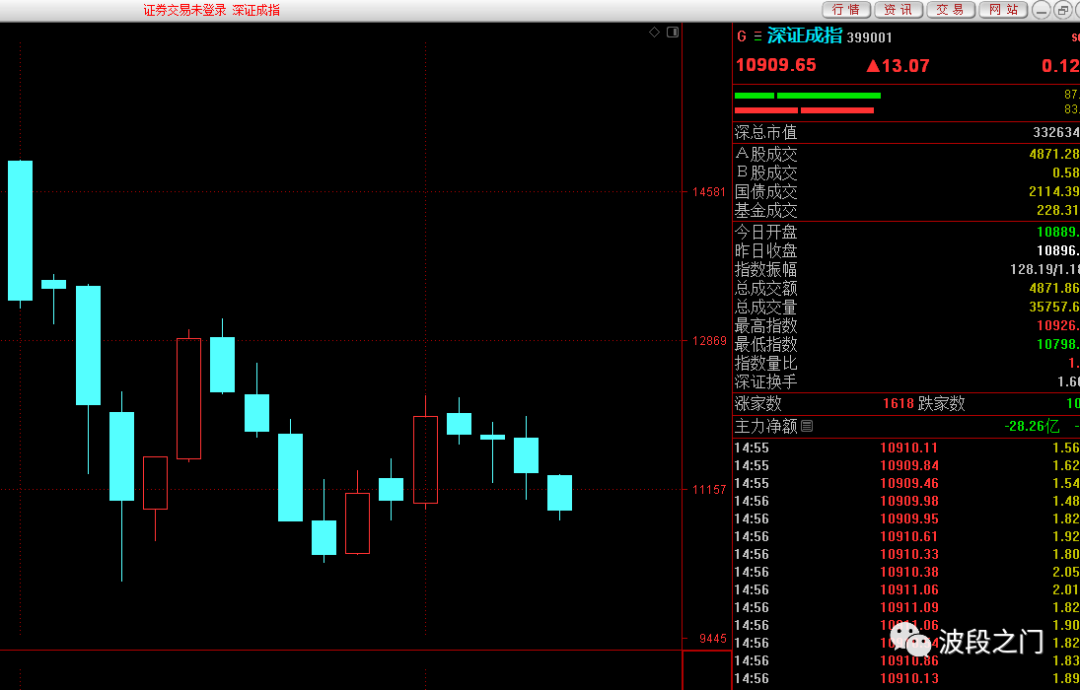 证券交易未登录 深证成指 行情 资讯 交易 网站
G 深证成指 399001
10909.65 ▲13.07 0.12
87.
83.
深总市值 332634
A股成交 4871.28
B股成交 0.58
国债成交 2114.39
基金成交 228.31
今日开盘 10889.
昨日收盘 10896.
指数振幅 128.19/1.18
总成交额 4871.86
总成交量 35757.6
最高指数 10926.
最低指数 10798.
指数量比 1.
深证换手 1.60
涨家数 1618 跌家数 10
主力净额 -28.26亿 -
14581
12869
11157
9445
14:55 10910.11 1.56
14:55 10909.84 1.62
14:55 10909.46 1.54
14:56 10909.98 1.48
14:56 10909.95 1.82
14:56 10910.61 1.92
14:56 10910.33 1.80
14:56 10910.38 2.05
14:56 10911.06 2.01
14:56 10911.09 1.82
14:56 1.90
14:56 1.82
14:56 10910.86 1.83
14:56 10910.13 1.89
波段之门